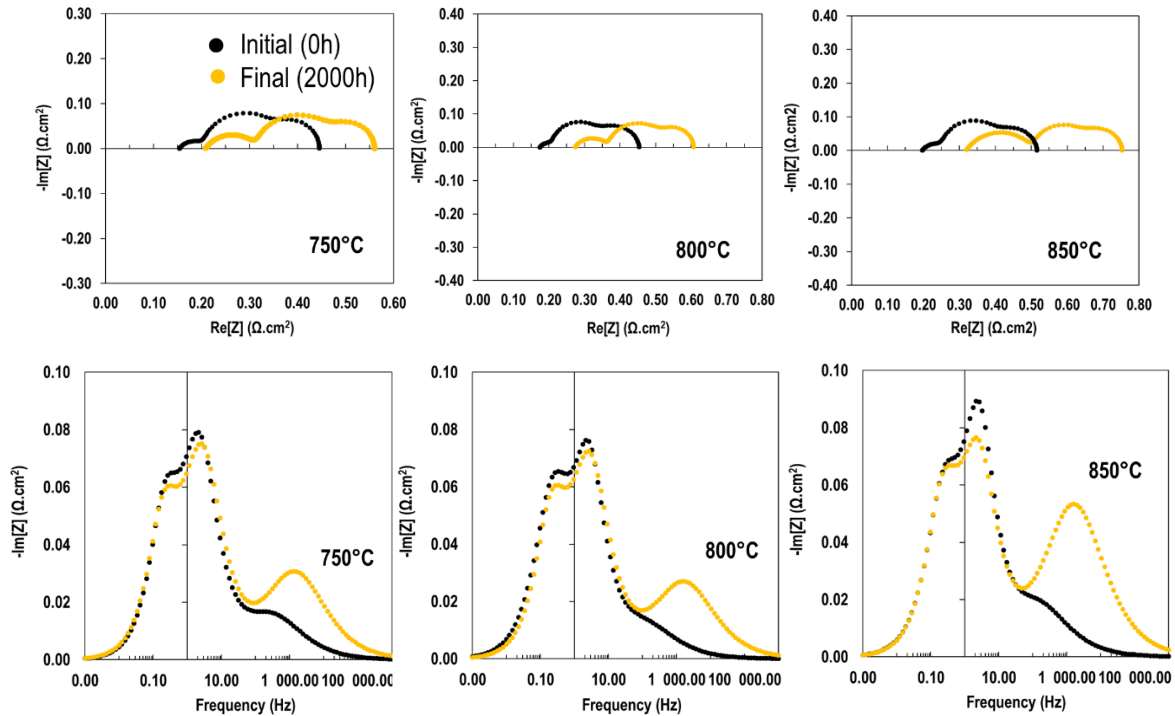 -Im[Z] (Ω.cm²)
0.30
0.20
0.10
0.00
-0.10
-0.20
-0.30
Initial (0h)
Final (2000h)
750°C
0.00 0.10 0.20 0.30 0.40 0.50 0.60
Re[Z] (Ω.cm²)
-Im[Z] (Ω.cm²)
0.40
0.30
0.20
0.10
0.00
-0.10
-0.20
-0.30
-0.40
800°C
0.00 0.10 0.20 0.30 0.40 0.50 0.60 0.70 0.80
Re[Z] (Ω.cm²)
-Im[Z] (Ω.cm2)
0.40
0.30
0.20
0.10
0.00
-0.10
-0.20
-0.30
-0.40
850°C
0.00 0.10 0.20 0.30 0.40 0.50 0.60 0.70 0.80
Re[Z] (Ω.cm2)
-Im[Z] (Ω.cm²)
0.10
0.08
0.06
0.04
0.02
0.00
750°C
0.00 0.10 10.00 1 000.00 000.00
Frequency (Hz)
-Im[Z] (Ω.cm²)
0.10
0.08
0.06
0.04
0.02
0.00
800°C
0.00 0.10 10.00 1 000.00 000.00
Frequency (Hz)
-Im[Z] (Ω.cm²)
0.10
0.08
0.06
0.04
0.02
0.00
850°C
0.00 0.10 10.00 1 000.00 000.00
Frequency (Hz)